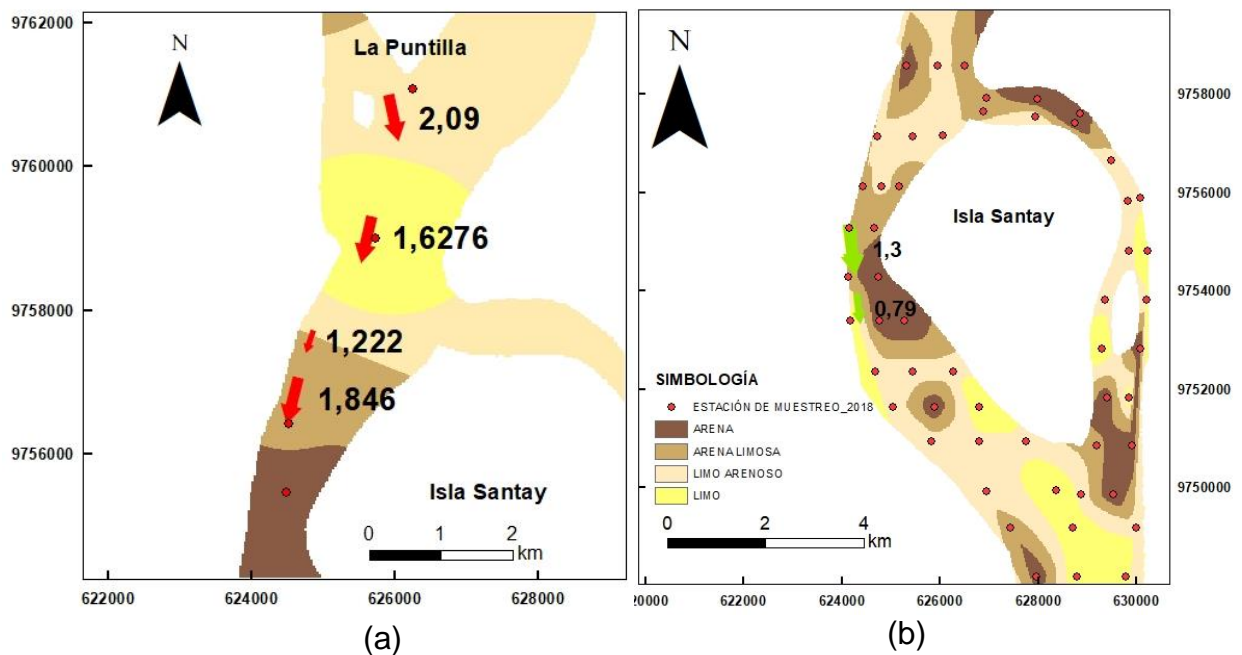 9762000
9760000
9758000
9756000
N
La Puntilla
2,09
1,6276
1,222
1,846
Isla Santay
0 1 2
km
622000 624000 626000 628000
(a)
N
Isla Santay
1,3
0,79
SIMBOLOGÍA
ESTACIÓN DE MUESTREO_2018
ARENA
ARENA LIMOSA
LIMO ARENOSO
LIMO
0 2 4
km
9758000
9756000
9754000
9752000
9750000
20000 622000 624000 626000 628000 630000
(b)